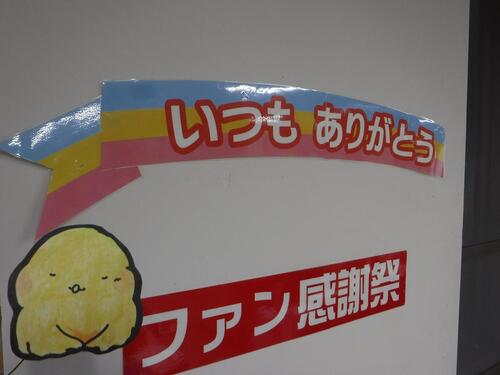 いつも ありがとう
ファン感謝祭